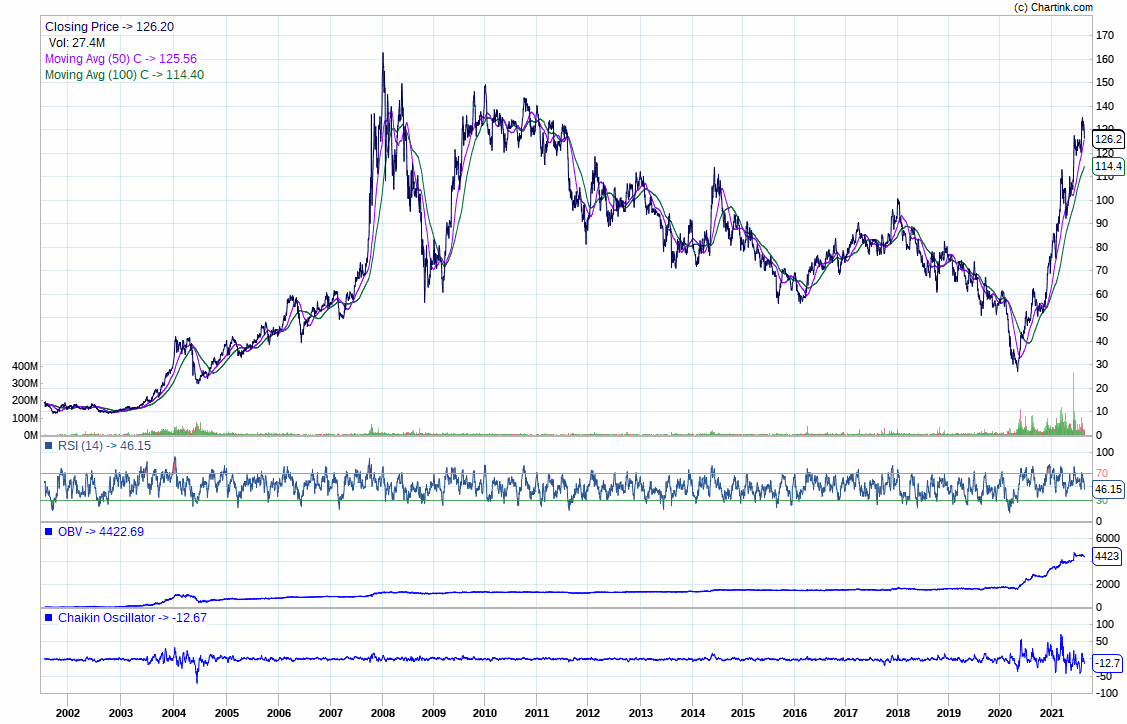 (c) Chartink.com
Closing Price -> 126.20
Vol: 27.4M
Moving Avg (50) C -> 125.56
Moving Avg (100) C -> 114.40
170
160
150
140
130
126.2
120
114.4
110
100
90
80
70
60
50
40
30
20
10
0
400M
300M
200M
100M
0M
RSI (14) -> 46.15
100
70
46.15
30
0
OBV -> 4422.69
6000
4423
2000
0
Chaikin Oscillator -> -12.67
100
50
-12.7
-50
-100
2002 2003 2004 2005 2006 2007 2008 2009 2010 2011 2012 2013 2014 2015 2016 2017 2018 2019 2020 2021